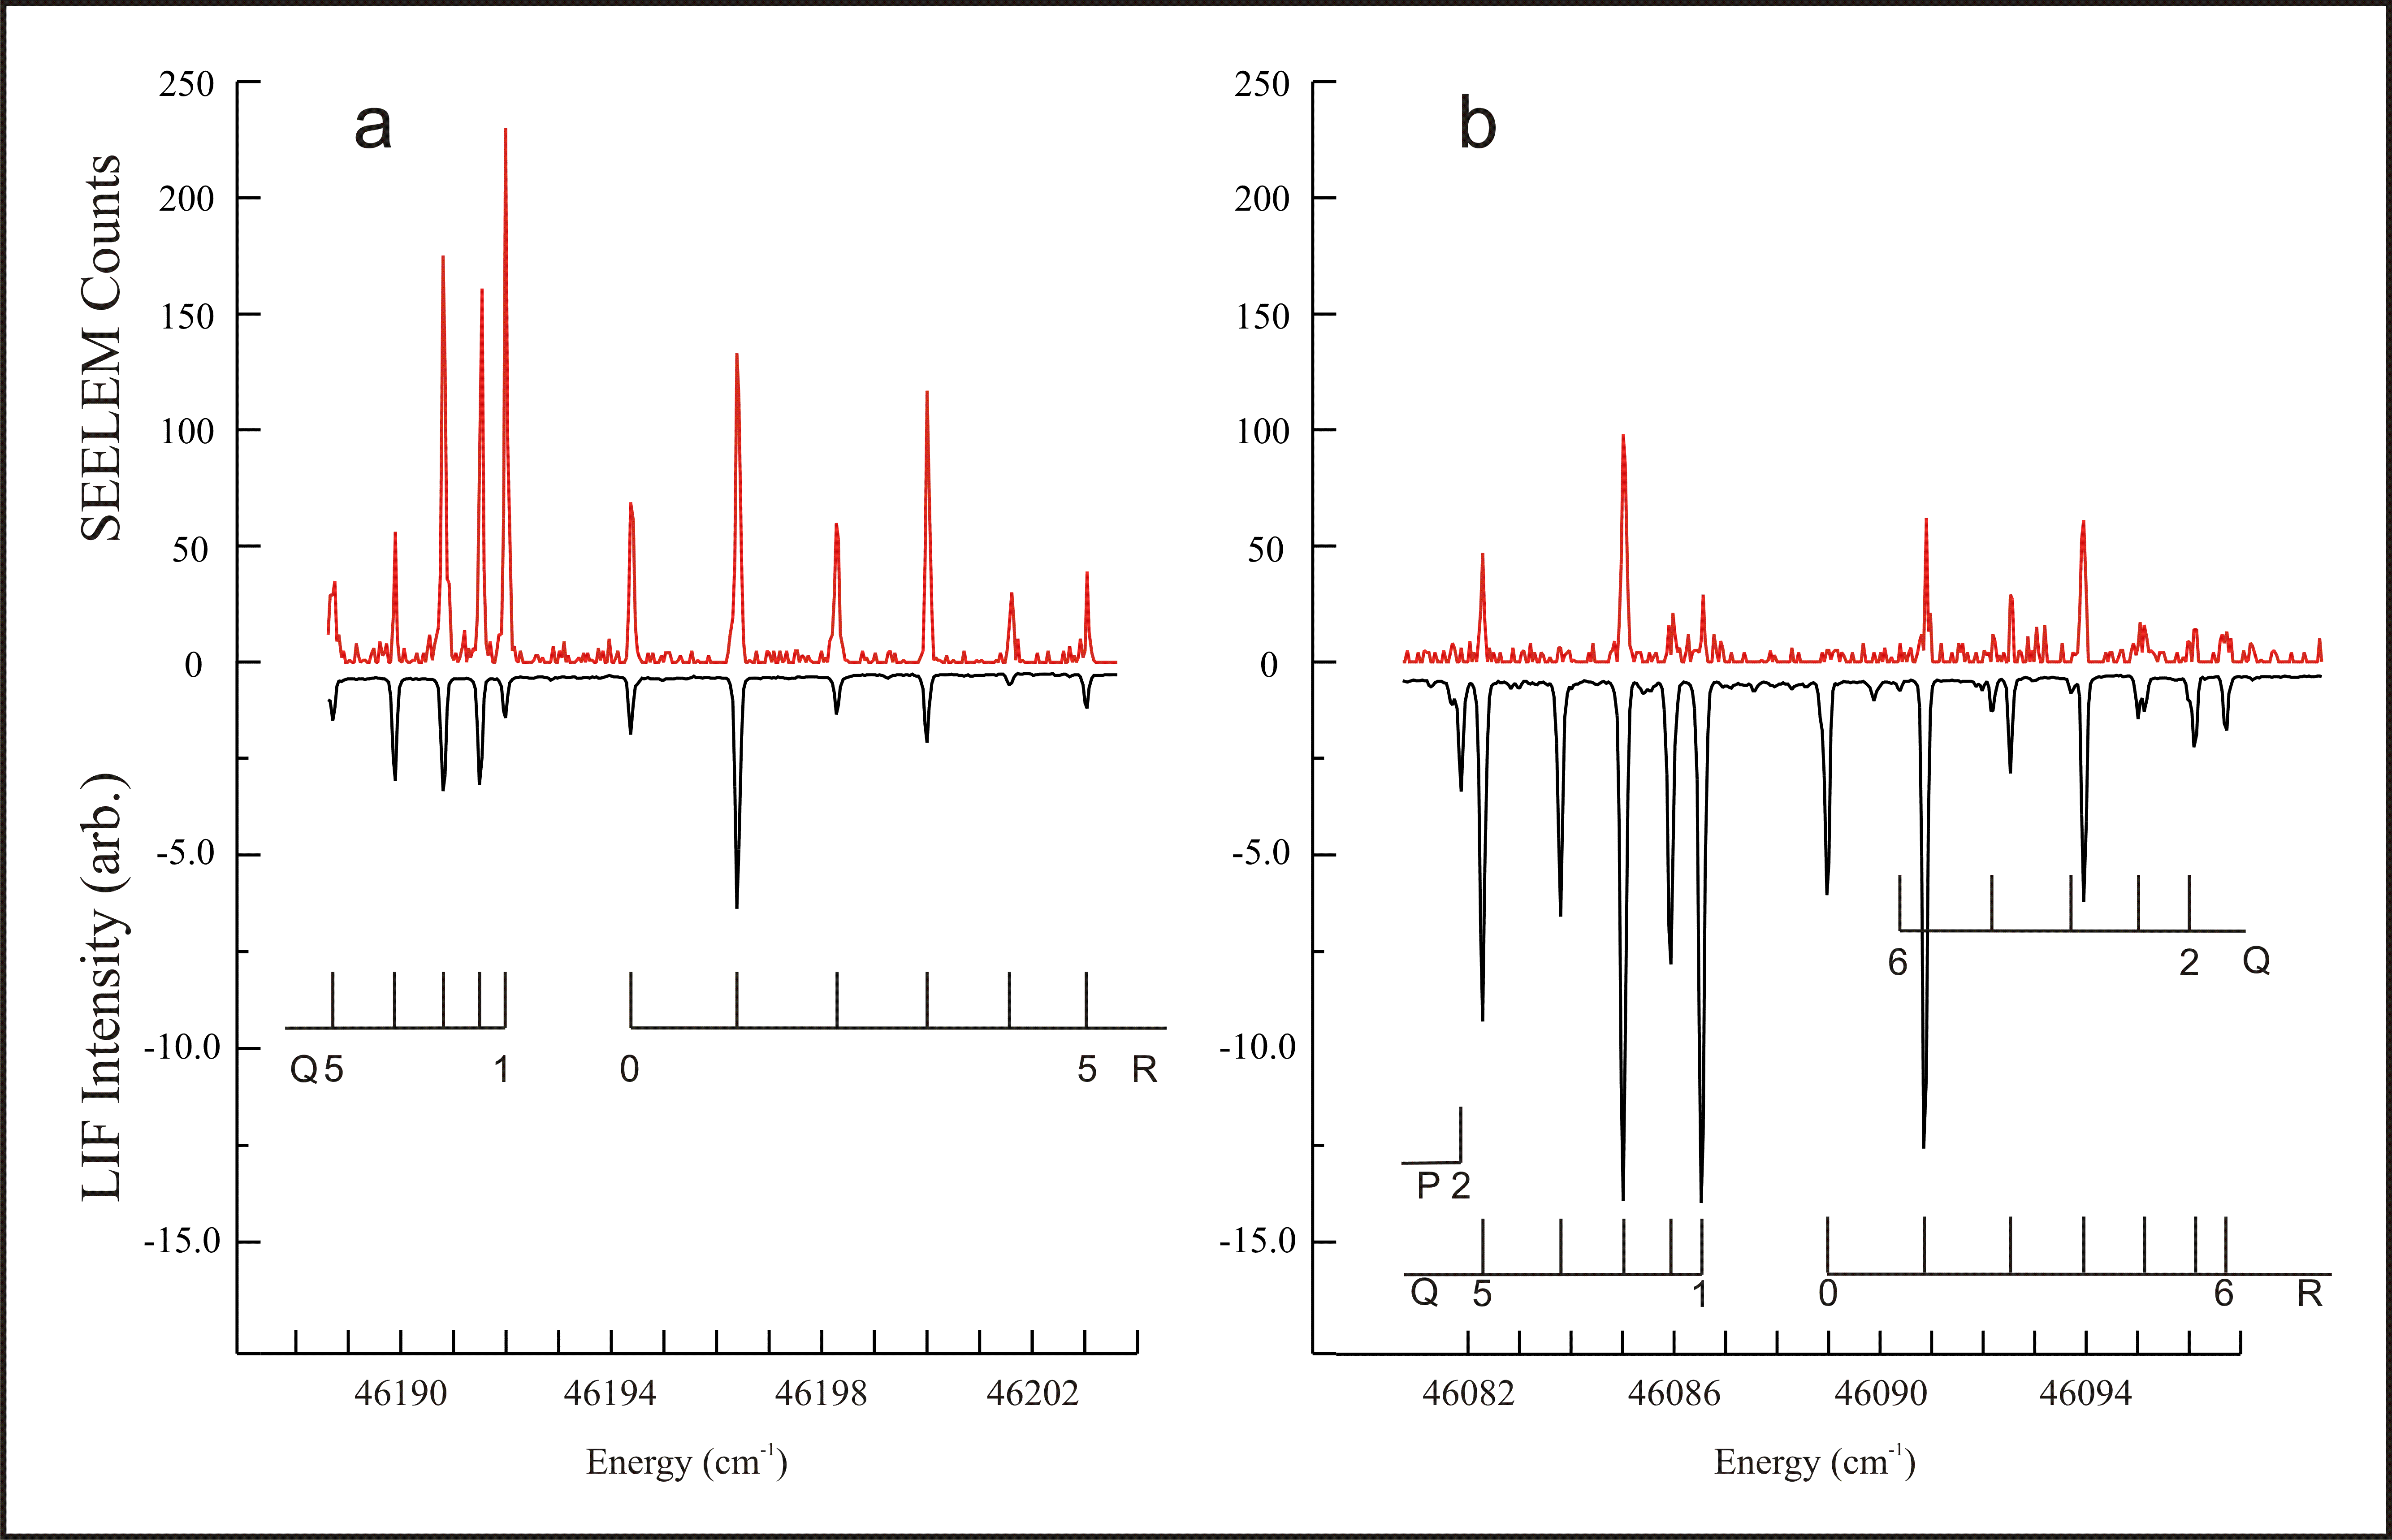 a
250
200
150
100
50
0
-5.0
-10.0
-15.0
SEELEM Counts
LIF Intensity (arb.)
Q 5 1 0 5 R
46190 46194 46198 46202
Energy (cm-1)
b
250
200
150
100
50
0
-5.0
-10.0
-15.0
6 2 Q
P 2
Q 5 1 0 6 R
46082 46086 46090 46094
Energy (cm-1)